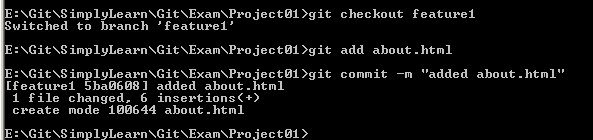 E:\Git\SimplyLearn\Git\Exam\Project01>git checkout feature1
Switched to branch 'feature1'
E:\Git\SimplyLearn\Git\Exam\Project01>git add about.html
E:\Git\SimplyLearn\Git\Exam\Project01>git commit -m "added about.html"
[feature1 5ba0608] added about.html
 1 file changed, 6 insertions(+)
 create mode 100644 about.html
E:\Git\SimplyLearn\Git\Exam\Project01>